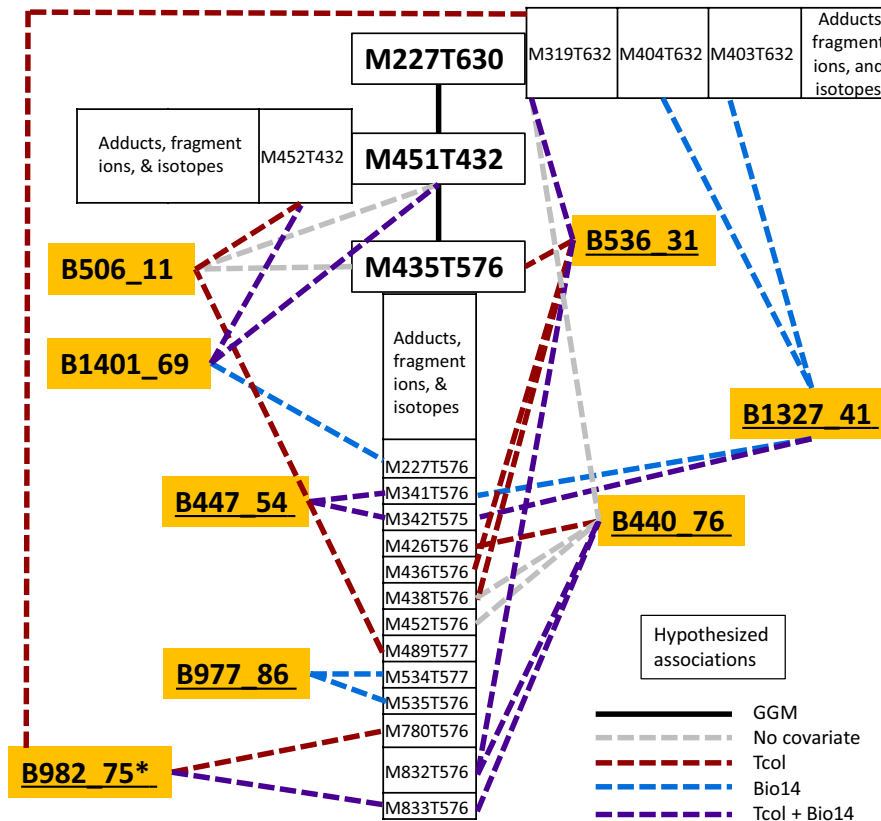 M227T630
M319T632
M404T632
M403T632
Adducts,
fragment
ions, and
isotopes
Adducts, fragment
ions, & isotopes
M452T432
M451T432
B506_11
M435T576
B536_31
Adducts,
fragment
ions, &
isotopes
B1401_69
B1327_41
M227T576
M341T576
B447_54
M342T575
B440_76
M426T576
M436T576
M438T576
M452T576
M489T577
B977_86
M534T577
M535T576
M780T576
B982_75*
M832T576
M833T576
Hypothesized
associations
GGM
No covariate
Tcol
Bio14
Tcol + Bio14